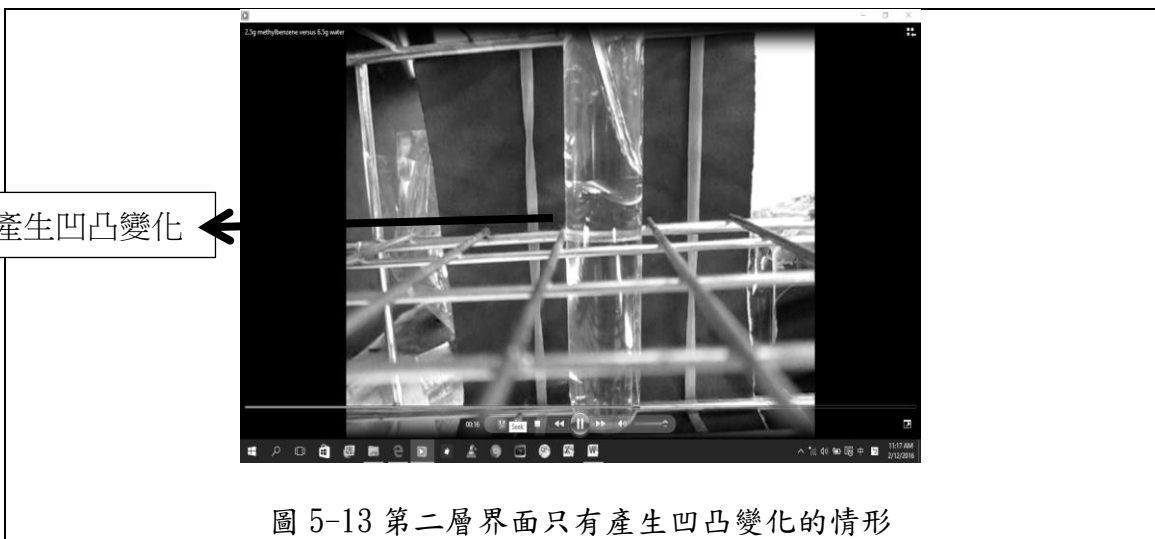 2.5g methylbenzene versus 6.5g water
產生凹凸變化
00:16
Seek
11:17 AM
2/12/2016
圖 5-13 第二層界面只有產生凹凸變化的情形